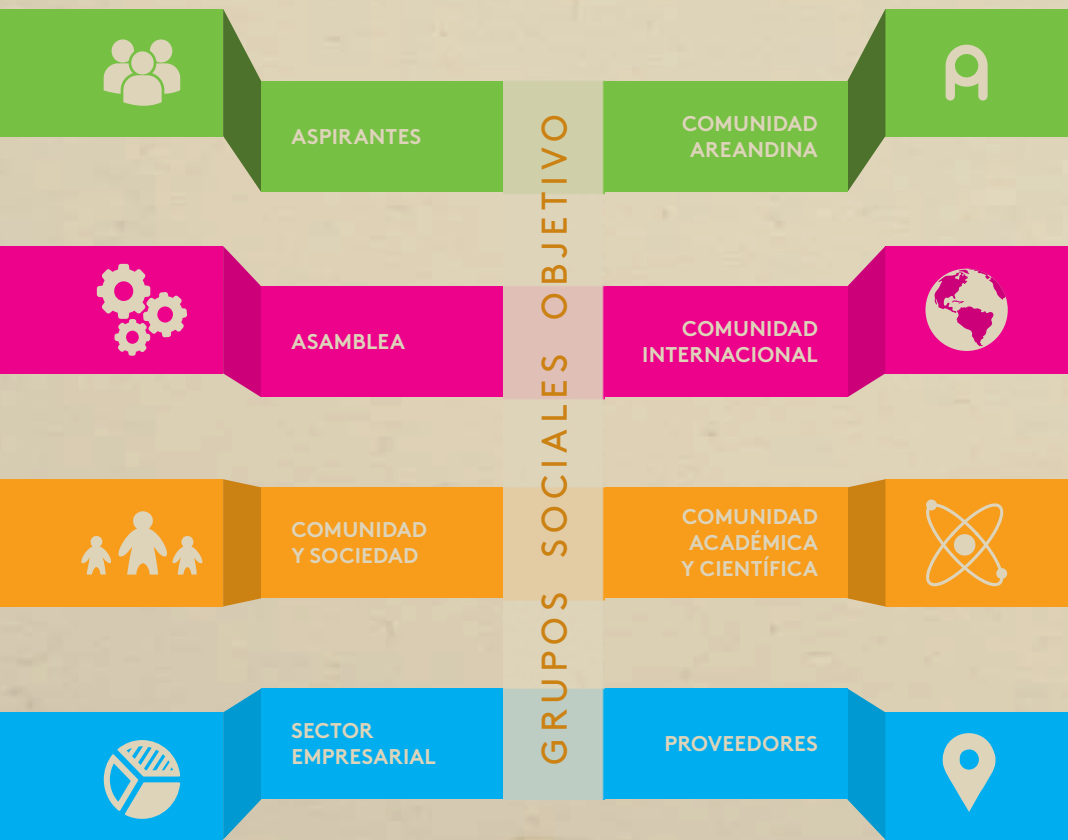 ASPIRANTES
COMUNIDAD
AREANDINA
ASAMBLEA
COMUNIDAD
INTERNACIONAL
COMUNIDAD
Y SOCIEDAD
COMUNIDAD
ACADÉMICA
Y CIENTÍFICA
SECTOR
EMPRESARIAL
PROVEEDORES
GRUPOS SOCIALES OBJETIVO